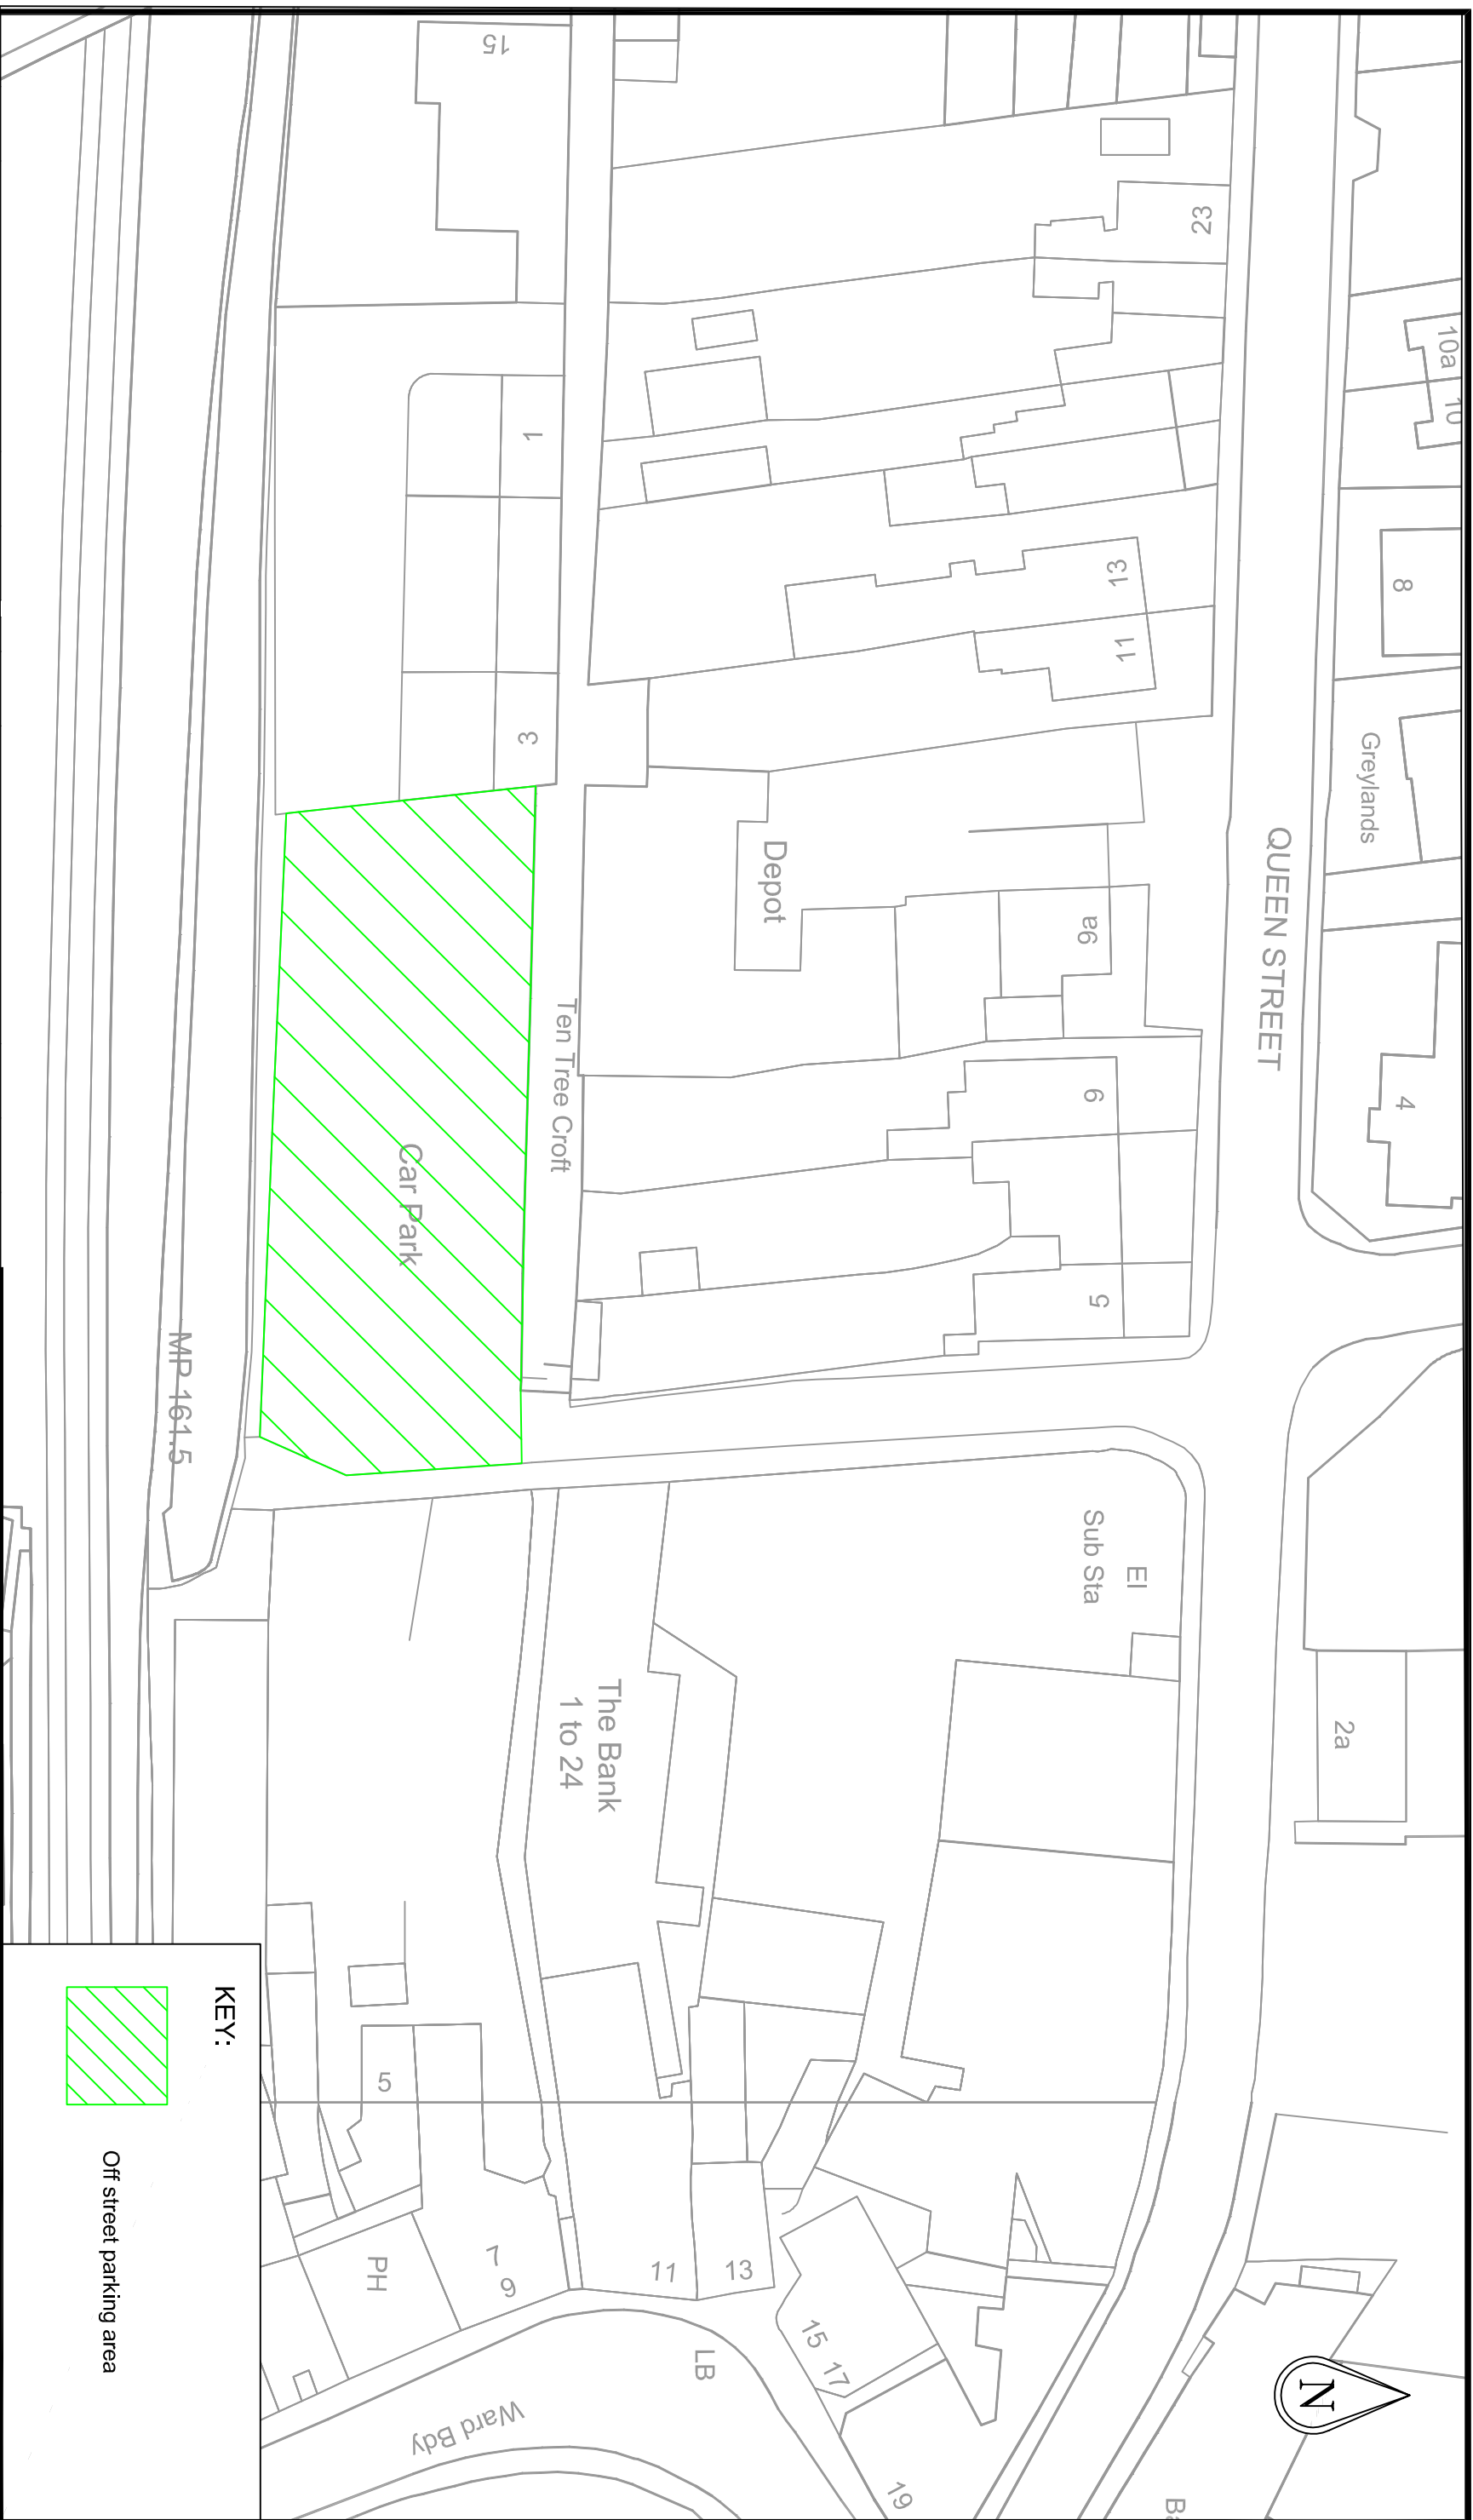 10a
10
8
Greylands
4
2a
N
QUEEN STREET
23
13
11
9a
9
5
El
Sub Sta
Depot
15
17
19
13
11
LB
Ten Tree Croft
The Bank
1 to 24
15
1
3
Car Park
5
7
9
PH
Ward Bdy
MP 161.5
KEY:
Off street parking area